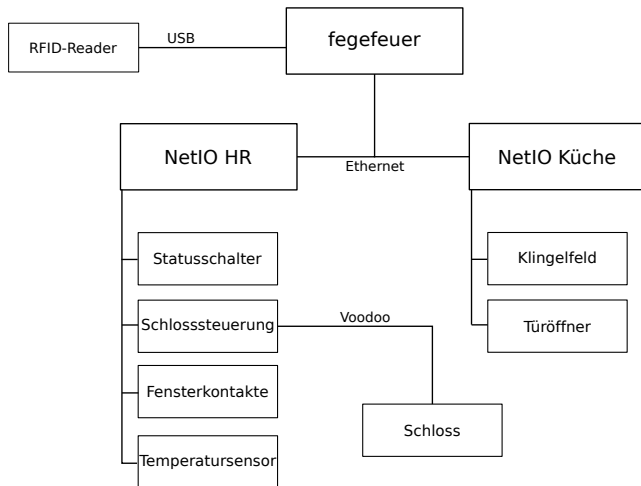 fegefeuer
USB
RFID-Reader
NetIO HR
Ethernet
NetIO Küche
Statusschalter
Klingelfeld
Schlosssteuerung
Voodoo
Türöffner
Fensterkontakte
Schloss
Temperatursensor